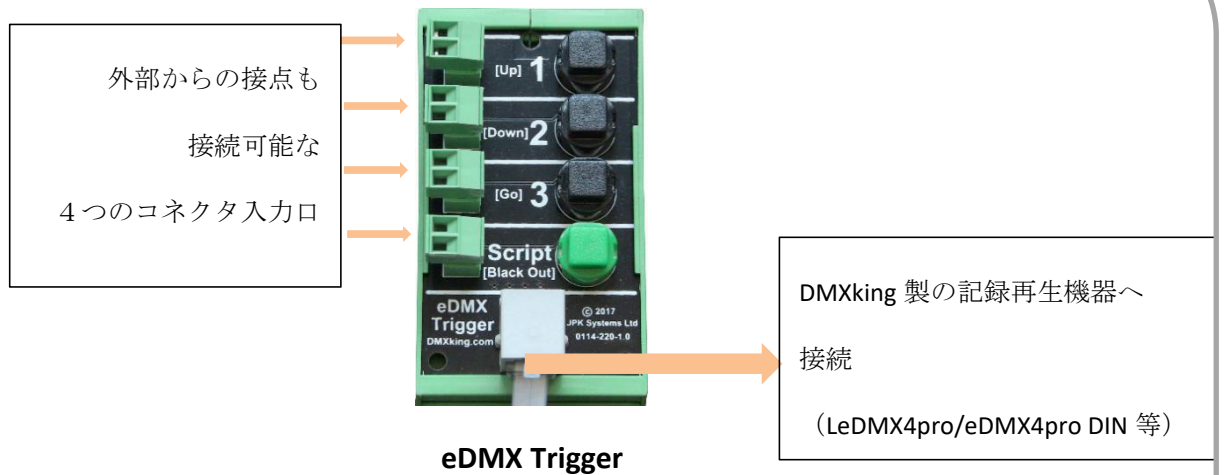 外部からの接点も
接続可能な
４つのコネクタ入力口
[Up] 1
[Down] 2
[Go] 3
Script
[Black Out]
eDMX
Trigger
DMXking.com
© 2017
JPK Systems Ltd
0114-220-1.0
DMXking 製の記録再生機器へ
接続
（LeDMX4pro/eDMX4pro DIN 等）
eDMX Trigger